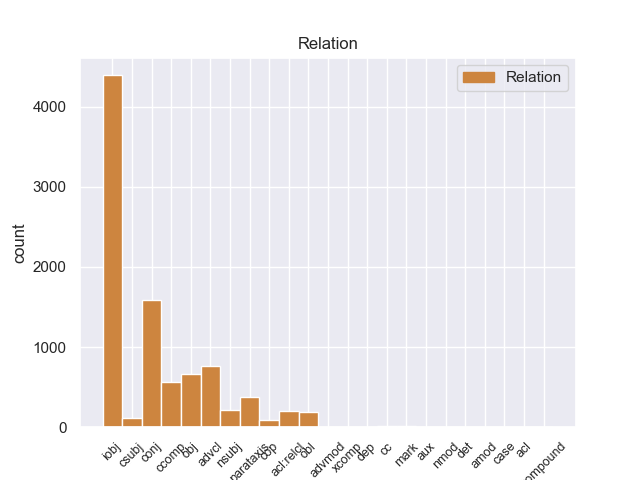 Relation
Relation
count
4000
3000
2000
1000
0
iobj
csubj
conj
ccomp
obj
advcl
nsubj
parataxis
cop
acl:relcl
obl
advmod
xcomp
dep
cc
mark
aux
nmod
det
amod
case
acl
ompound